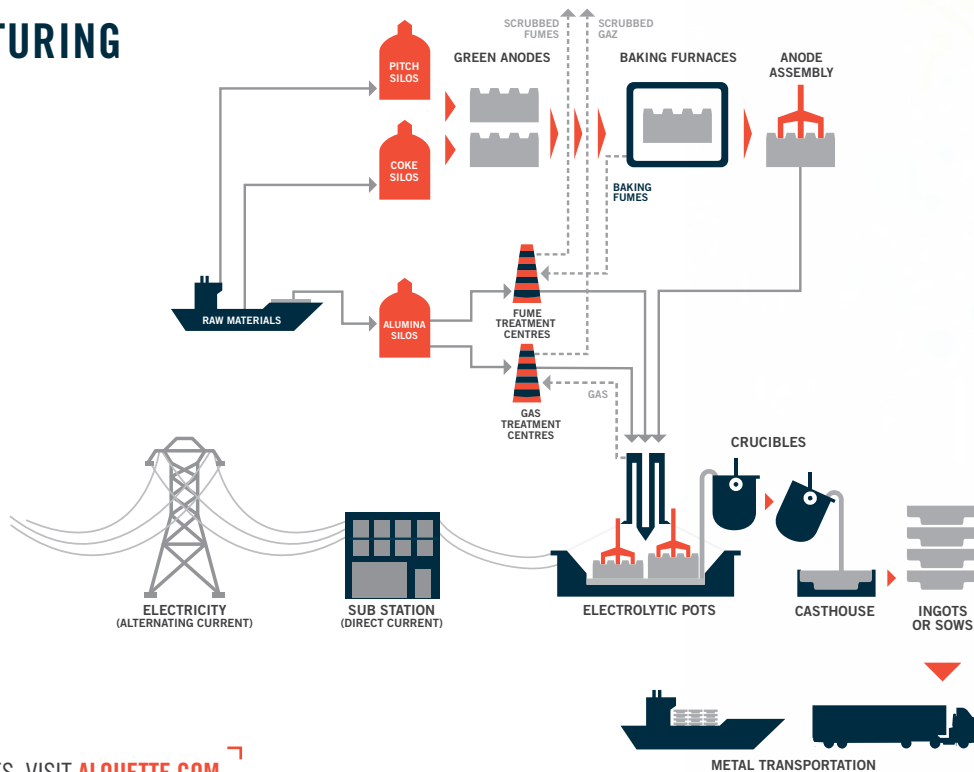 SCRUBBED
FUMES
SCRUBBED
GAZ
PITCH
SILOS
GREEN ANODES
BAKING FURNACES
ANODE
ASSEMBLY
COKE
SILOS
BAKING
FUMES
RAW MATERIALS
ALUMINA
SILOS
FUME
TREATMENT
CENTRES
GAS
GAS
TREATMENT
CENTRES
CRUCIBLES
ELECTRICITY
(ALTERNATING CURRENT)
SUB STATION
(DIRECT CURRENT)
ELECTROLYTIC POTS
CASTHOUSE
INGOTS
OR SOWS
METAL TRANSPORTATION
VISIT ALOUETTE.COM